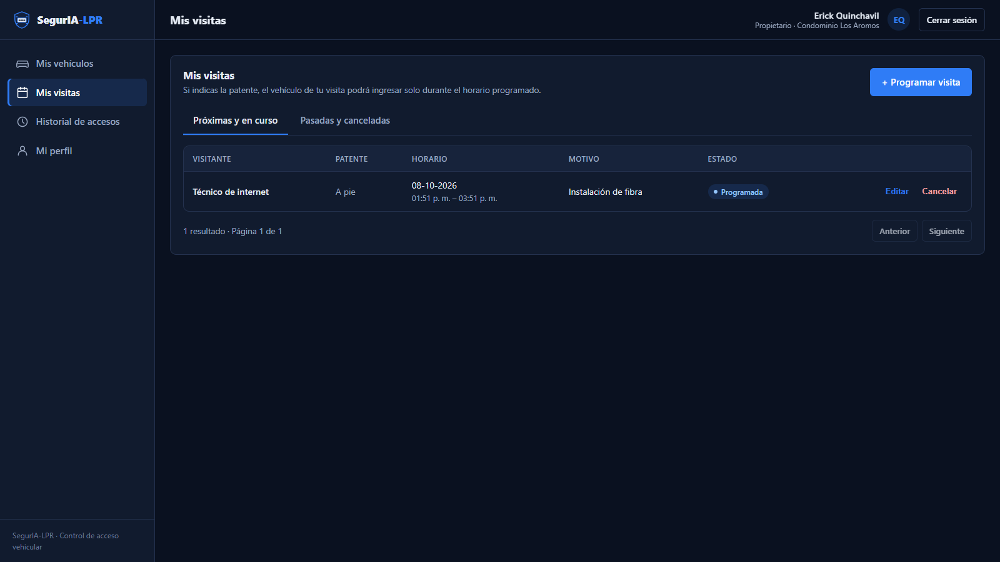 SegurIA-LPR
Mis visitas
Erick Quinchavil
Propietario · Condominio Los Aromos
EQ
Cerrar sesión
Mis vehículos
Mis visitas
Historial de accesos
Mi perfil
Mis visitas
Si indicas la patente, el vehículo de tu visita podrá ingresar solo durante el horario programado.
+ Programar visita
Próximas y en curso
Pasadas y canceladas
VISITANTE PATENTE HORARIO MOTIVO ESTADO
Técnico de internet
A pie
08-10-2026
01:51 p. m. – 03:51 p. m.
Instalación de fibra
Programada
Editar
Cancelar
1 resultado · Página 1 de 1
Anterior
Siguiente
SegurIA-LPR · Control de acceso
vehicular